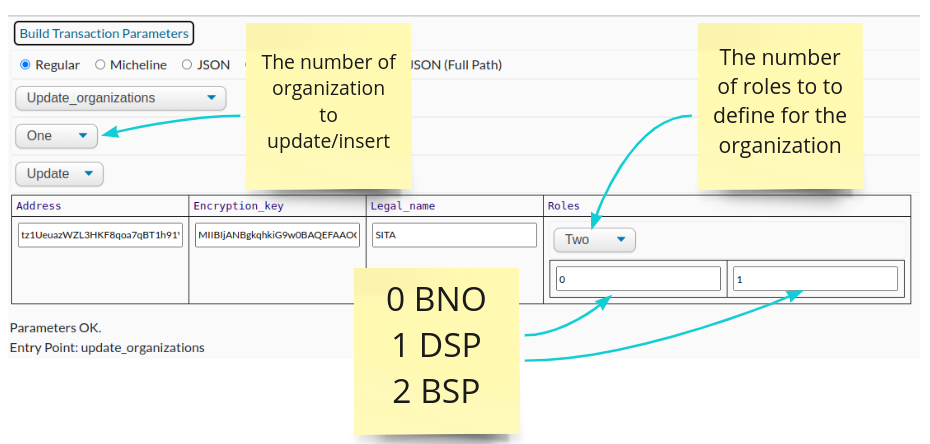 Build Transaction Parameters
Regular Micheline JSON JSON (Full Path)
Update_organizations
One
Update
The number of
organization
to
update/insert
The number
of roles to to
define for the
organization
Address Encryption_key Legal_name Roles
tz1UeuazWZL3HKF8qoa7qBT1h91 MIIBIjANBgkqhkiG9w0BAQEFAAO SITA Two
0 1
0 BNO
1 DSP
2 BSP
Parameters OK.
Entry Point: update_organizations